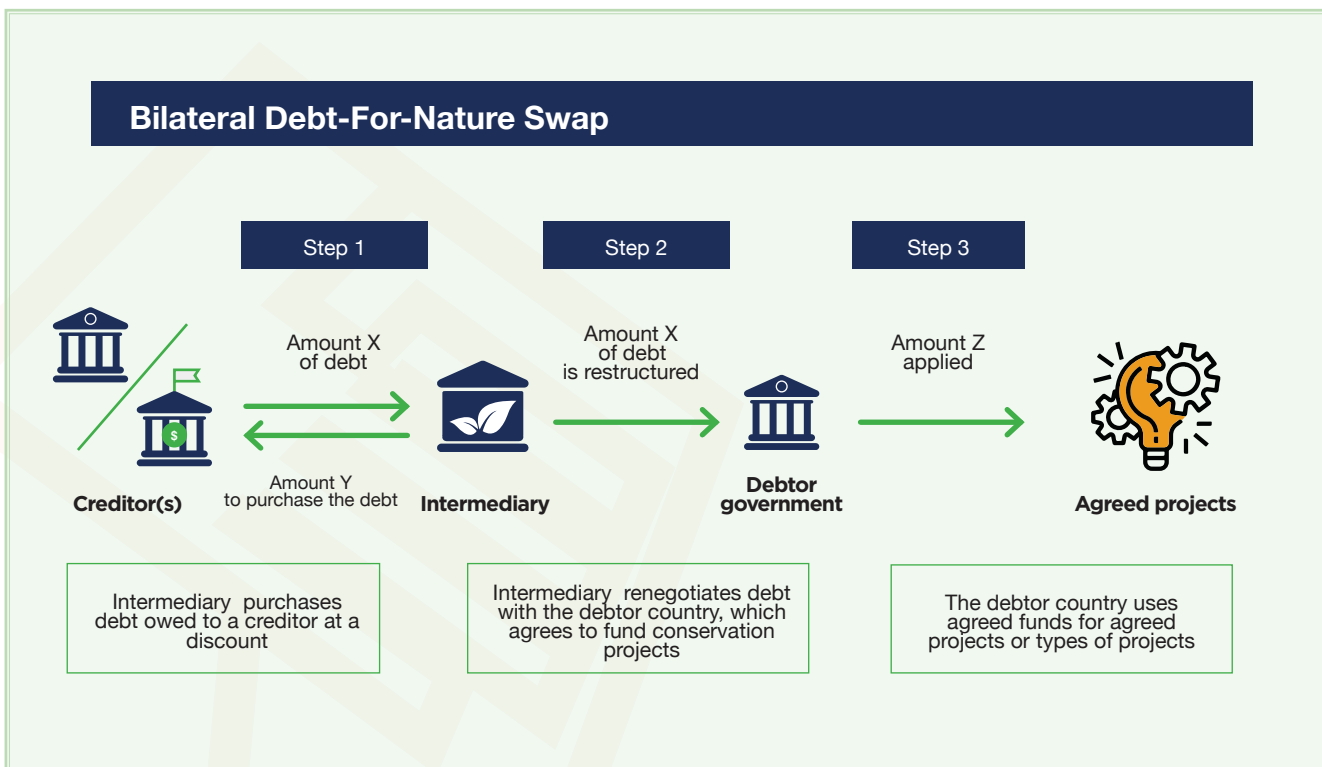 Bilateral Debt-For-Nature Swap
Step 1
Step 2
Step 3
Amount X
of debt
Amount X
of debt
is restructured
Amount Z
applied
$
Amount Y
to purchase the debt
Creditor(s)
Intermediary
Debtor
government
Agreed projects
Intermediary purchases
debt owed to a creditor at a
discount
Intermediary renegotiates debt
with the debtor country, which
agrees to fund conservation
projects
The debtor country uses
agreed funds for agreed
projects or types of projects